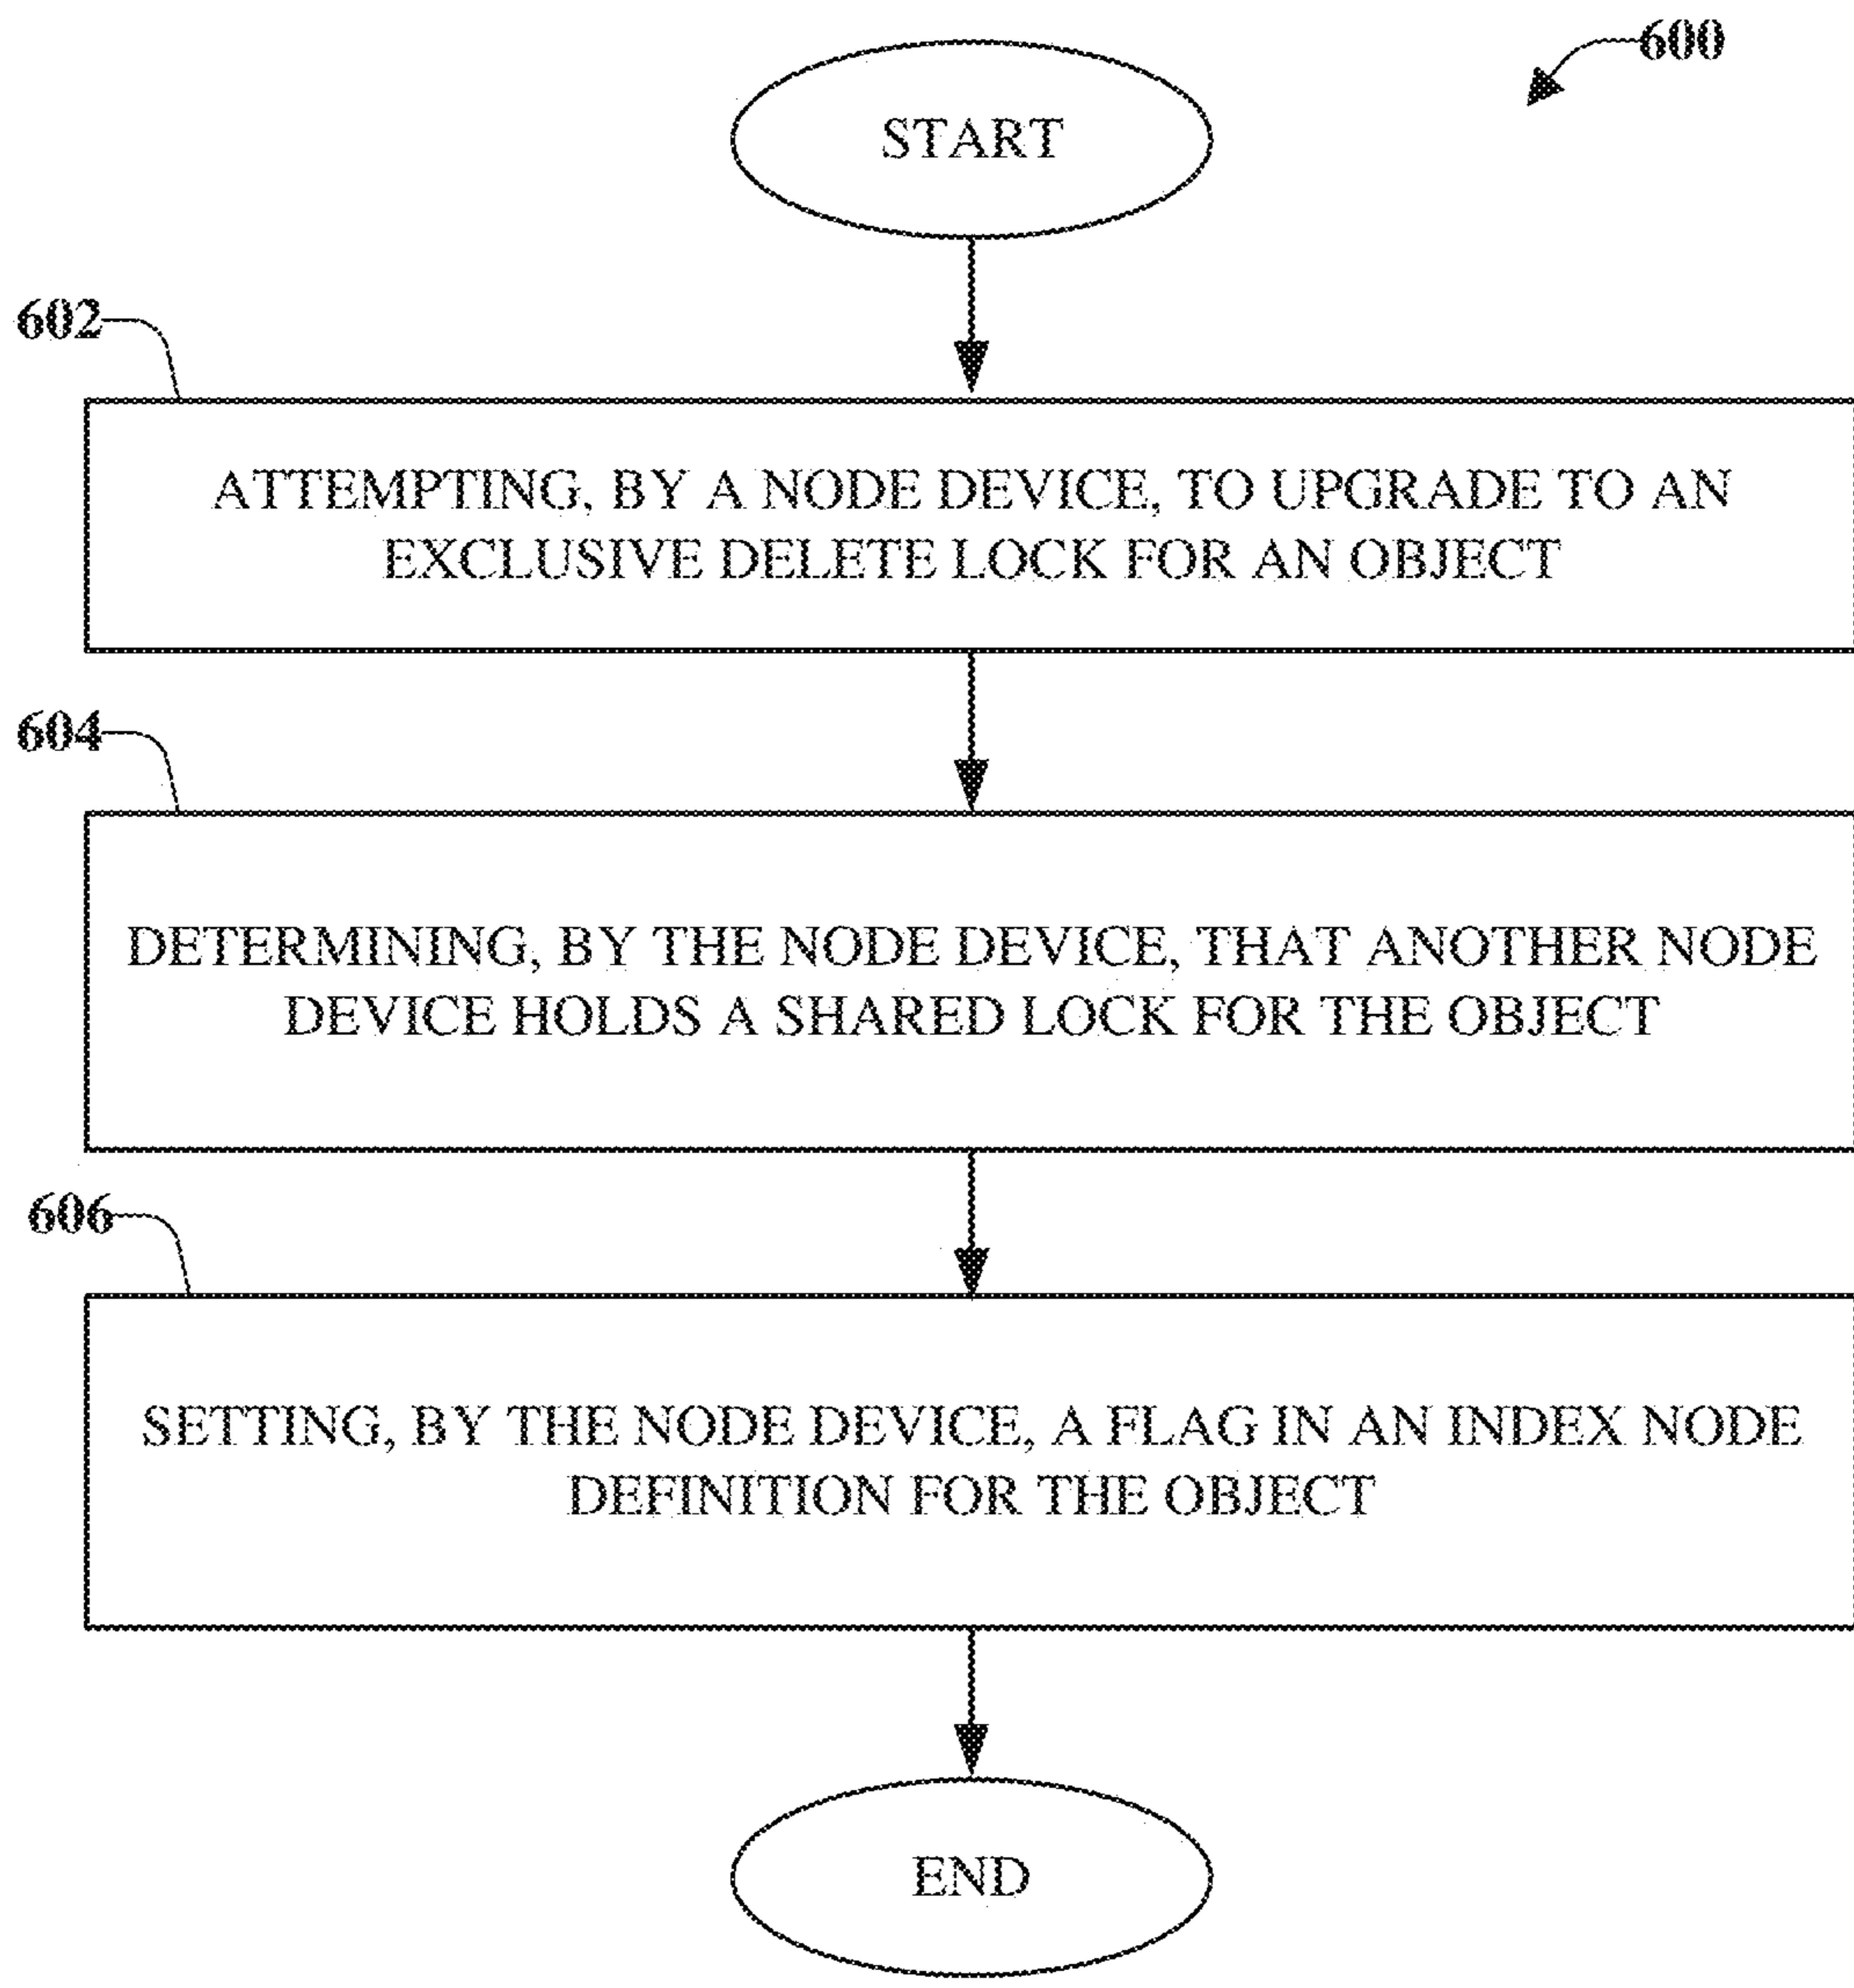 600
START
602
ATTEMPTING, BY A NODE DEVICE, TO UPGRADE TO AN
EXCLUSIVE DELETE LOCK FOR AN OBJECT
604
DETERMINING, BY THE NODE DEVICE, THAT ANOTHER NODE
DEVICE HOLDS A SHARED LOCK FOR THE OBJECT
606
SETTING, BY THE NODE DEVICE, A FLAG IN AN INDEX NODE
DEFINITION FOR THE OBJECT
END